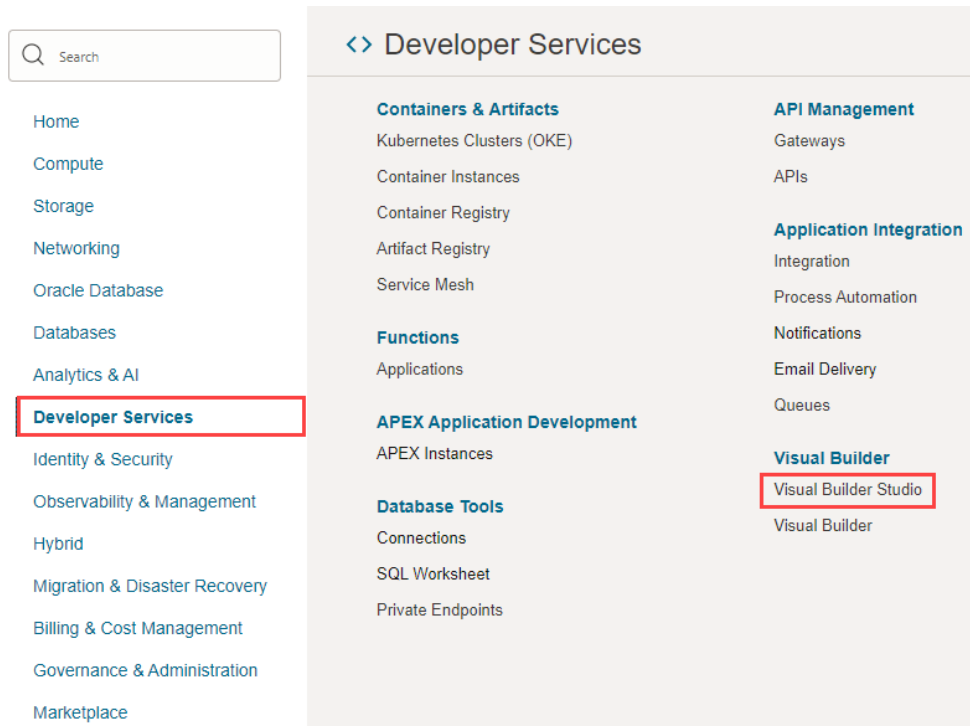 Search
Home
Compute
Storage
Networking
Oracle Database
Databases
Analytics & AI
Developer Services
Identity & Security
Observability & Management
Hybrid
Migration & Disaster Recovery
Billing & Cost Management
Governance & Administration
Marketplace
Developer Services
Containers & Artifacts
Kubernetes Clusters (OKE)
Container Instances
Container Registry
Artifact Registry
Service Mesh
Functions
Applications
APEX Application Development
APEX Instances
Database Tools
Connections
SQL Worksheet
Private Endpoints
API Management
Gateways
APIs
Application Integration
Integration
Process Automation
Notifications
Email Delivery
Queues
Visual Builder
Visual Builder Studio
Visual Builder